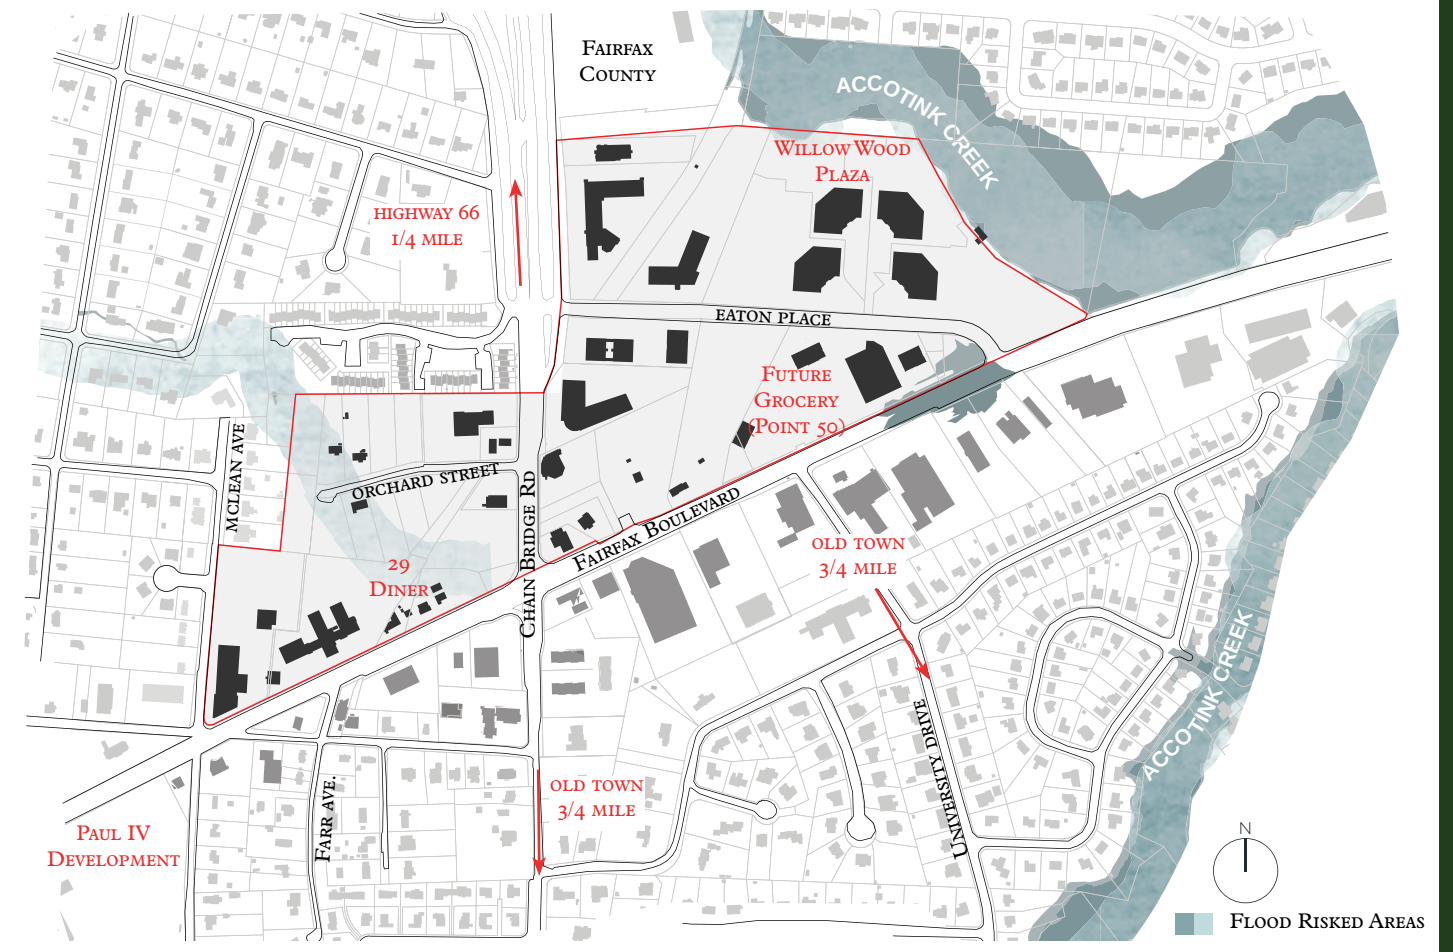 Fairfax
County
ACCOTINK CREEK
Willow Wood
Plaza
highway 66
1/4 mile
Eaton Place
Future
Grocery
(Point 50)
McLean Ave
Orchard Street
Chain Bridge Rd
Fairfax Boulevard
29
Diner
old town
3/4 mile
ACCOTINK CREEK
University Drive
old town
3/4 mile
Farr Ave.
Paul IV
Development
N
Flood Risked Areas